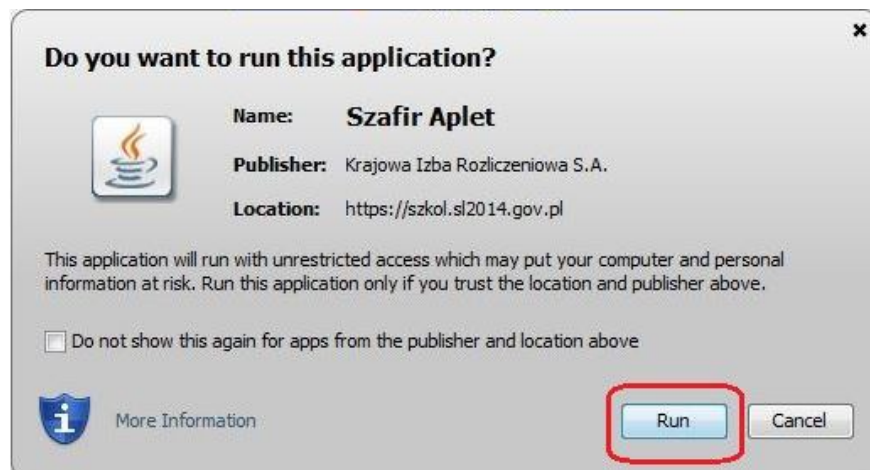 Do you want to run this application?
Name: Szafir Aplet
Publisher: Krajowa Izba Rozliczeniowa S.A.
Location: https://szkol.sl2014.gov.pl
This application will run with unrestricted access which may put your computer and personal
information at risk. Run this application only if you trust the location and publisher above.
Do not show this again for apps from the publisher and location above
More Information
Run Cancel